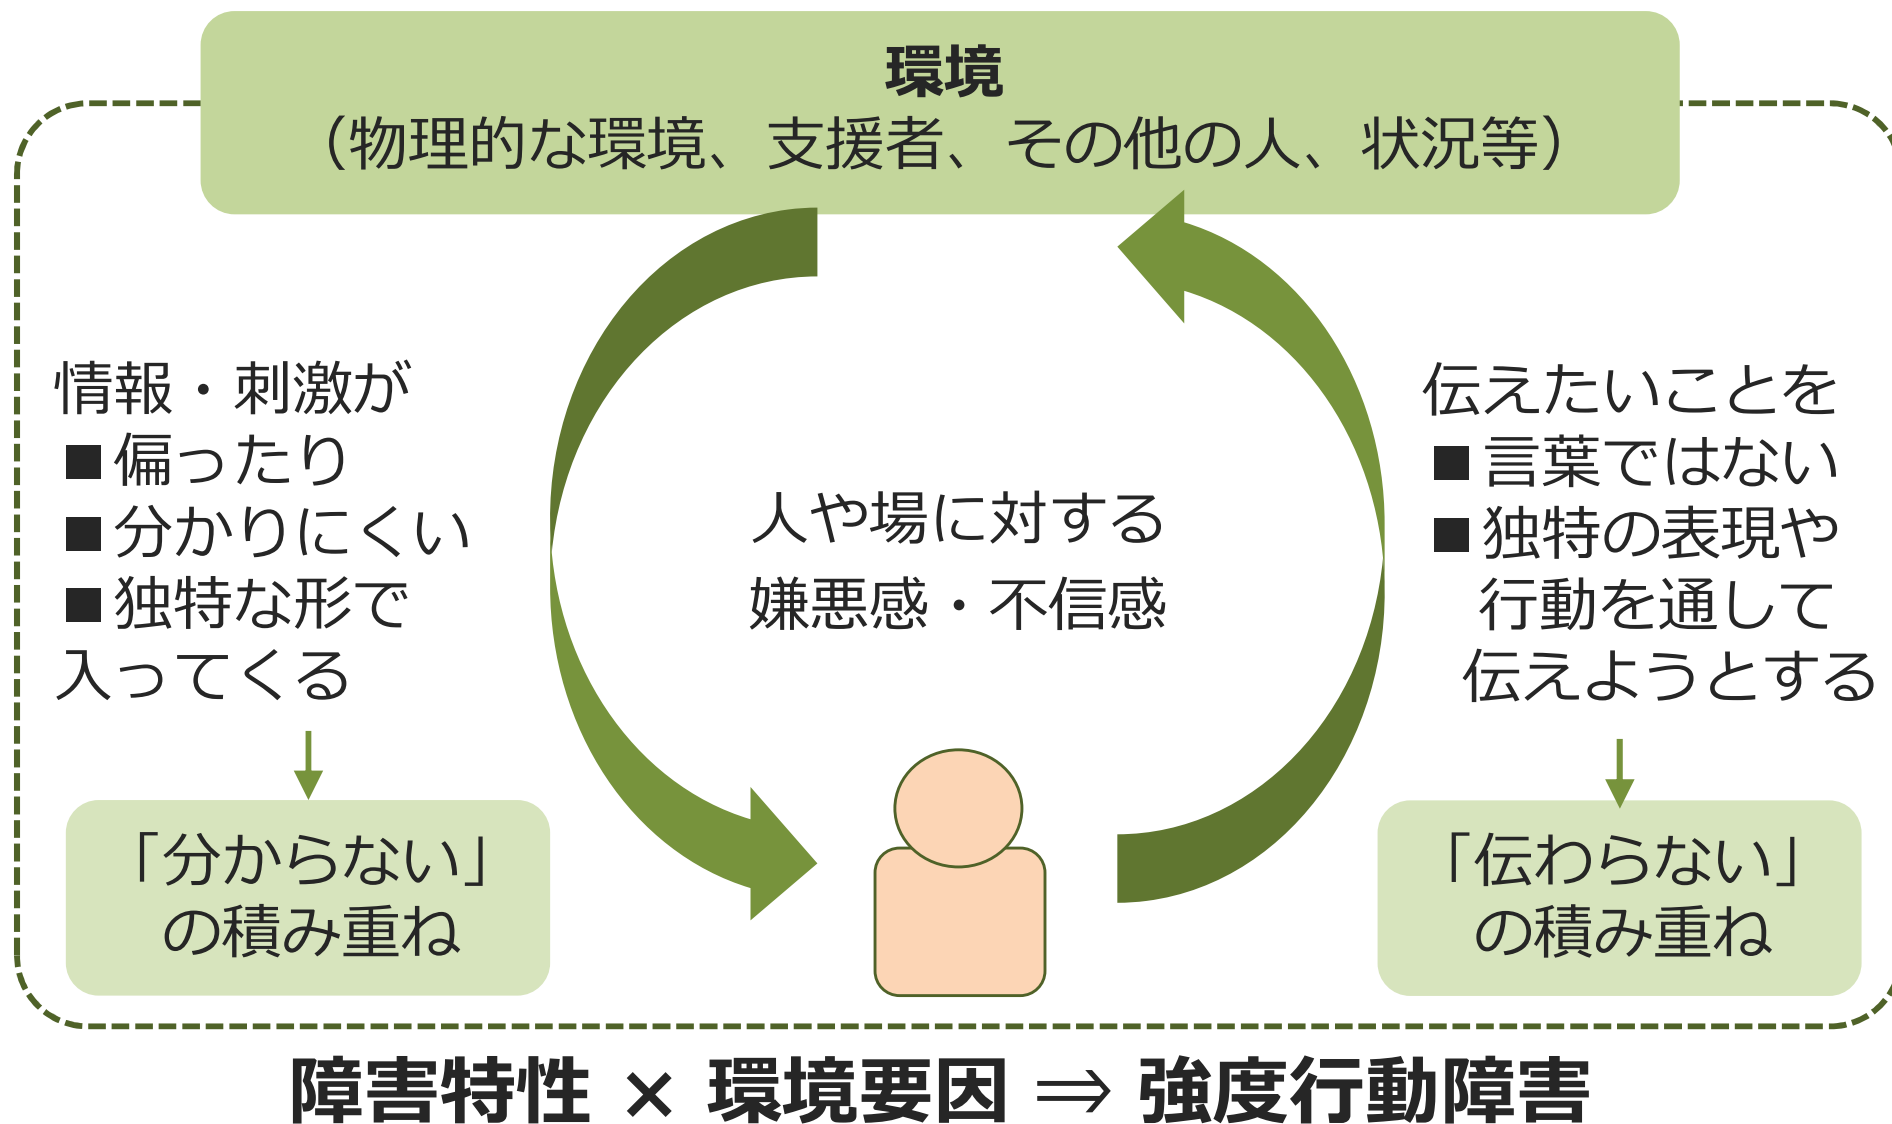 環境
（物理的な環境、支援者、その他の人、状況等）
情報・刺激が
■偏ったり
■分かりにくい
■独特な形で
入ってくる
人や場に対する
嫌悪感・不信感
伝えたいことを
■言葉ではない
■独特の表現や
行動を通して
伝えようとする
「分からない」
の積み重ね
「伝わらない」
の積み重ね
障害特性 × 環境要因 ⇒ 強度行動障害